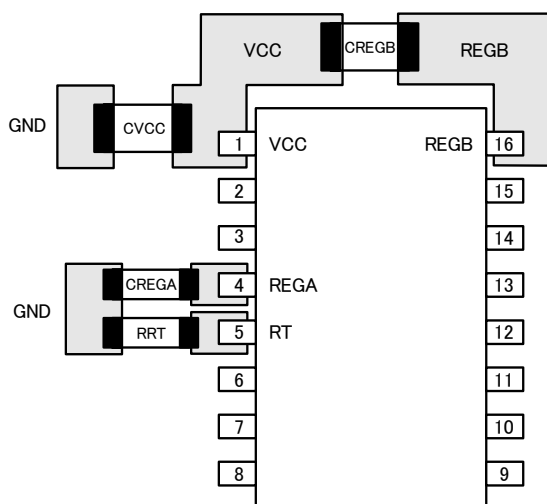 VCC CREGB REGB
GND CVCC
1 VCC REGB 16
2 15
3 14
CREGA 4 REGA 13
GND
RRT 5 RT 12
6 11
7 10
8 9